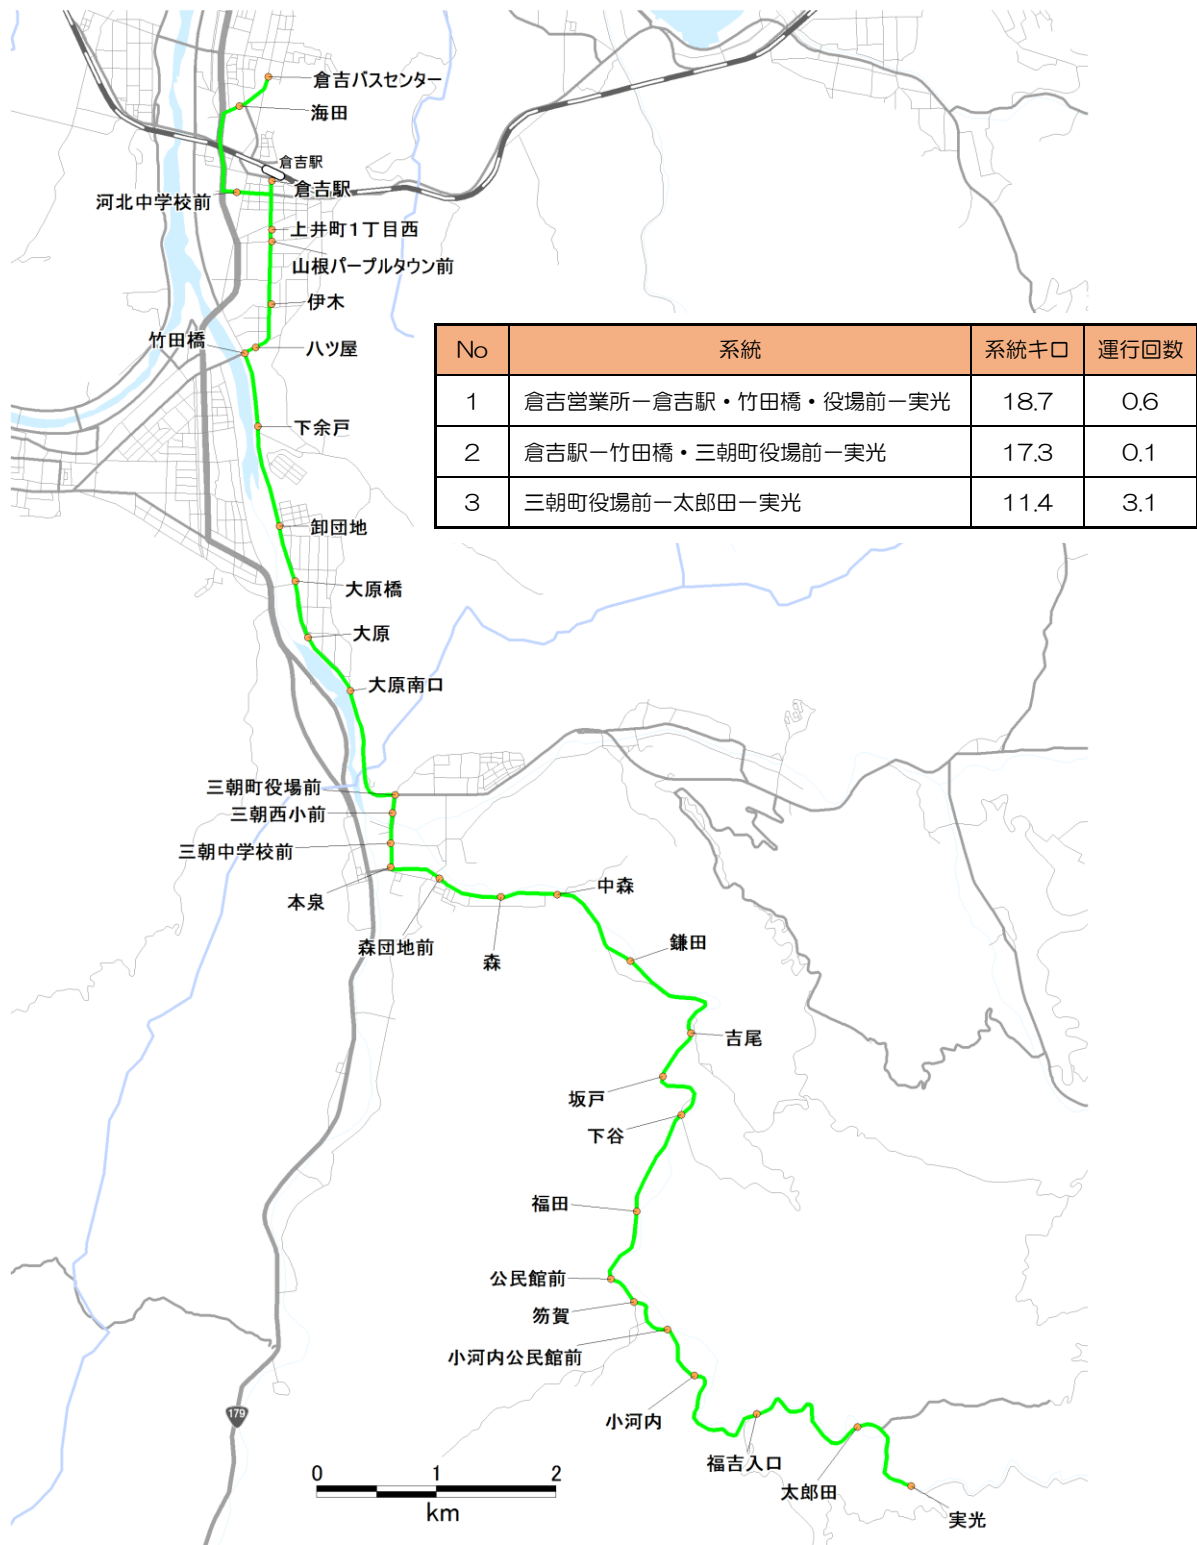 倉吉バスセンター
海田
倉吉駅
倉吉駅
河北中学校前
上井町1丁目西
山根パープルタウン前
伊木
竹田橋
八ツ屋
No 系統 系統キロ 運行回数
1 倉吉営業所ー倉吉駅・竹田橋・役場前ー実光 18.7 0.6
2 倉吉駅ー竹田橋・三朝町役場前ー実光 17.3 0.1
3 三朝町役場前ー太郎田ー実光 11.4 3.1
下余戸
卸団地
大原橋
大原
大原南口
三朝町役場前
三朝西小前
三朝中学校前
本泉
中森
森団地前
森
鎌田
吉尾
坂戸
下谷
福田
公民館前
笏賀
小河内公民館前
小河内
179
福吉入口
太郎田
実光
0 1 2
km